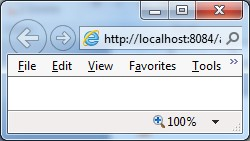 http://localhost:8084/a
File Edit View Favorites Tools »
100%